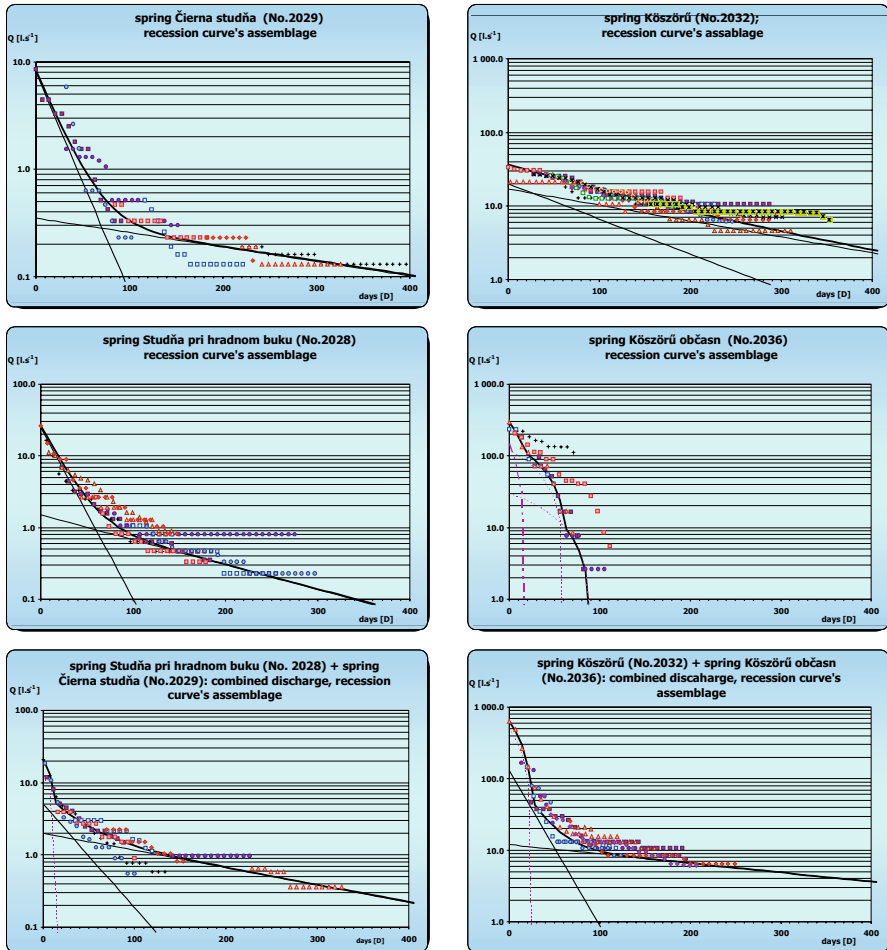 spring Čierna studňa (No.2029)
recession curve's assemblage
Q [l.s-1]
10.0
1.0
0.1
0
100
200
300
400
days [D]
spring Köszörű (No.2032);
recession curve's assablage
Q [l.s-1]
1 000.0
100.0
10.0
1.0
0
100
200
300
400
days [D]
spring Studňa pri hradnom buku (No.2028)
recession curve's assemblage
Q [l.s-1]
100.0
10.0
1.0
0.1
0
100
200
300
400
days [D]
spring Köszörű občasn (No.2036)
recession curve's assemblage
Q [l.s-1]
1 000.0
100.0
10.0
1.0
0
100
200
300
400
days [D]
spring Studňa pri hradnom buku (No. 2028) + spring
Čierna studňa (No.2029): combined discharge, recession
curve's assemblage
Q [l.s-1]
100.0
10.0
1.0
0.1
0
100
200
300
400
days [D]
spring Köszörű (No.2032) + spring Köszörű občasn
(No.2036): combined discaharge, recession curve's
assemblage
Q [l.s-1]
1 000.0
100.0
10.0
1.0
0
100
200
300
400
days [D]